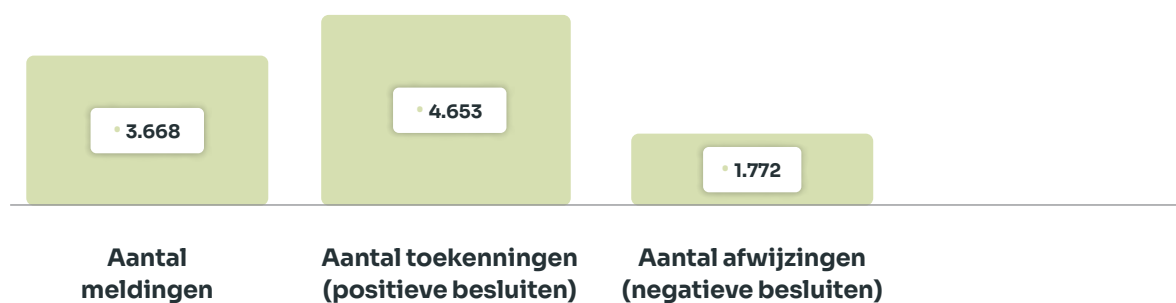 3.668
4.653
1.772
Aantal meldingen
Aantal toekenningen (positieve besluiten)
Aantal afwijzingen (negatieve besluiten)